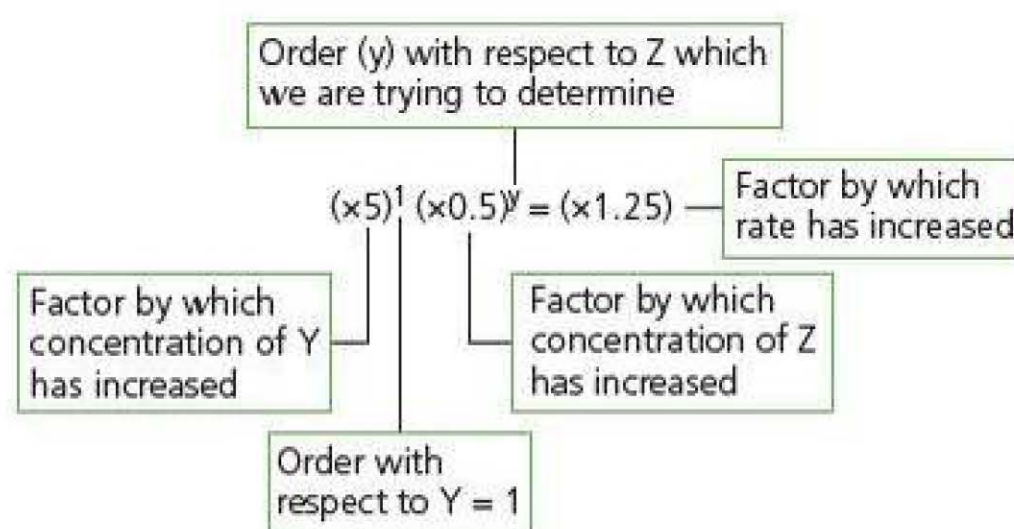 Order (y) with respect to Z which
we are trying to determine
(×5)¹ (×0.5)ʸ = (×1.25)
Factor by which
rate has increased
Factor by which
concentration of Y
has increased
Factor by which
concentration of Z
has increased
Order with
respect to Y = 1